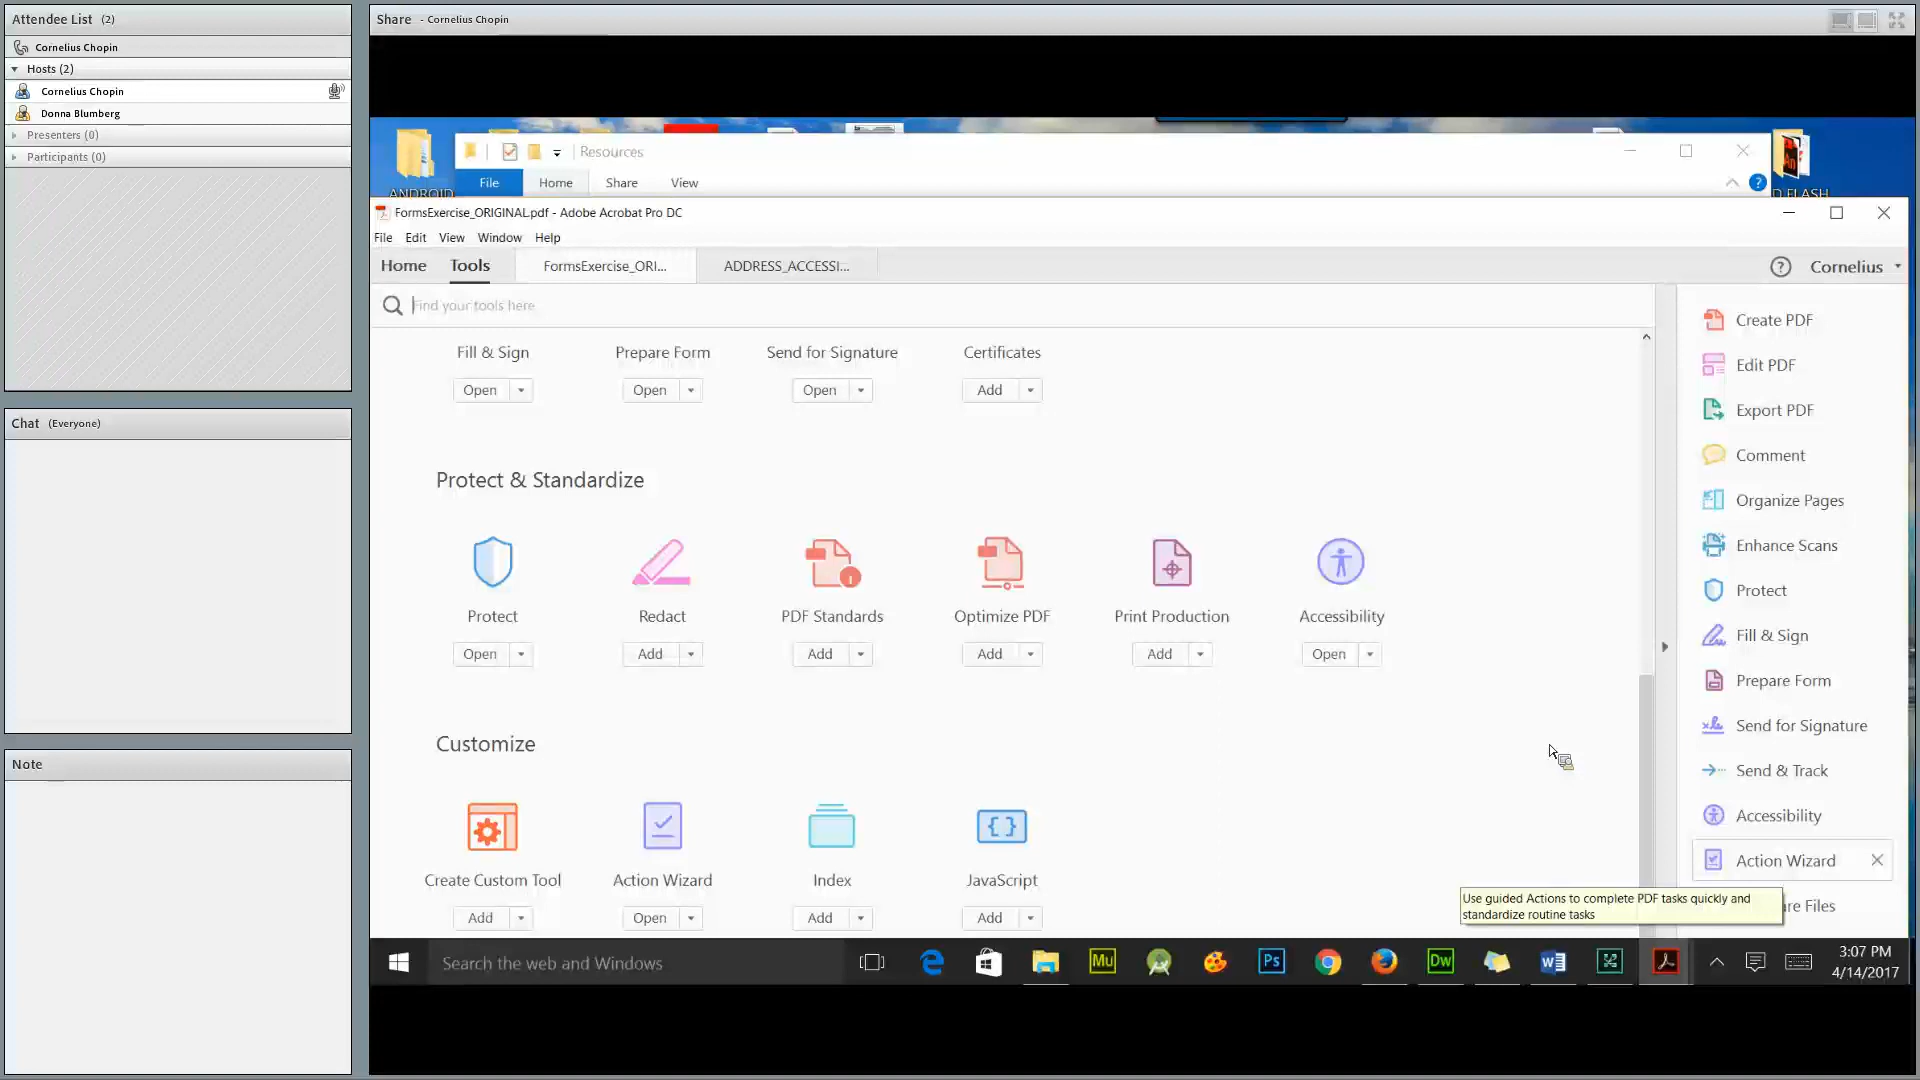 Attendee List (2)
Cornelius Chopin
Hosts (2)
Cornelius Chopin
Donna Blumberg
Presenters (0)
Participants (0)
Chat (Everyone)
Note
Share - Cornelius Chopin
ANDROID
Resources
File Home Share View
D FLASH
FormsExercise_ORIGINAL.pdf - Adobe Acrobat Pro DC
File Edit View Window Help
Home Tools FormsExercise_ORI... ADDRESS_ACCESSI... Cornelius
Find your tools here
Fill & Sign Prepare Form Send for Signature Certificates
Open Open Open Add
Protect & Standardize
Protect Redact PDF Standards Optimize PDF Print Production Accessibility
Open Add Add Add Add Open
Customize
Create Custom Tool Action Wizard Index JavaScript
Add Open Add Add
Create PDF
Edit PDF
Export PDF
Comment
Organize Pages
Enhance Scans
Protect
Fill & Sign
Prepare Form
Send for Signature
Send & Track
Accessibility
Action Wizard
re Files
Use guided Actions to complete PDF tasks quickly and
standardize routine tasks
Search the web and Windows
Mu
Ps
Dw
3:07 PM
4/14/2017